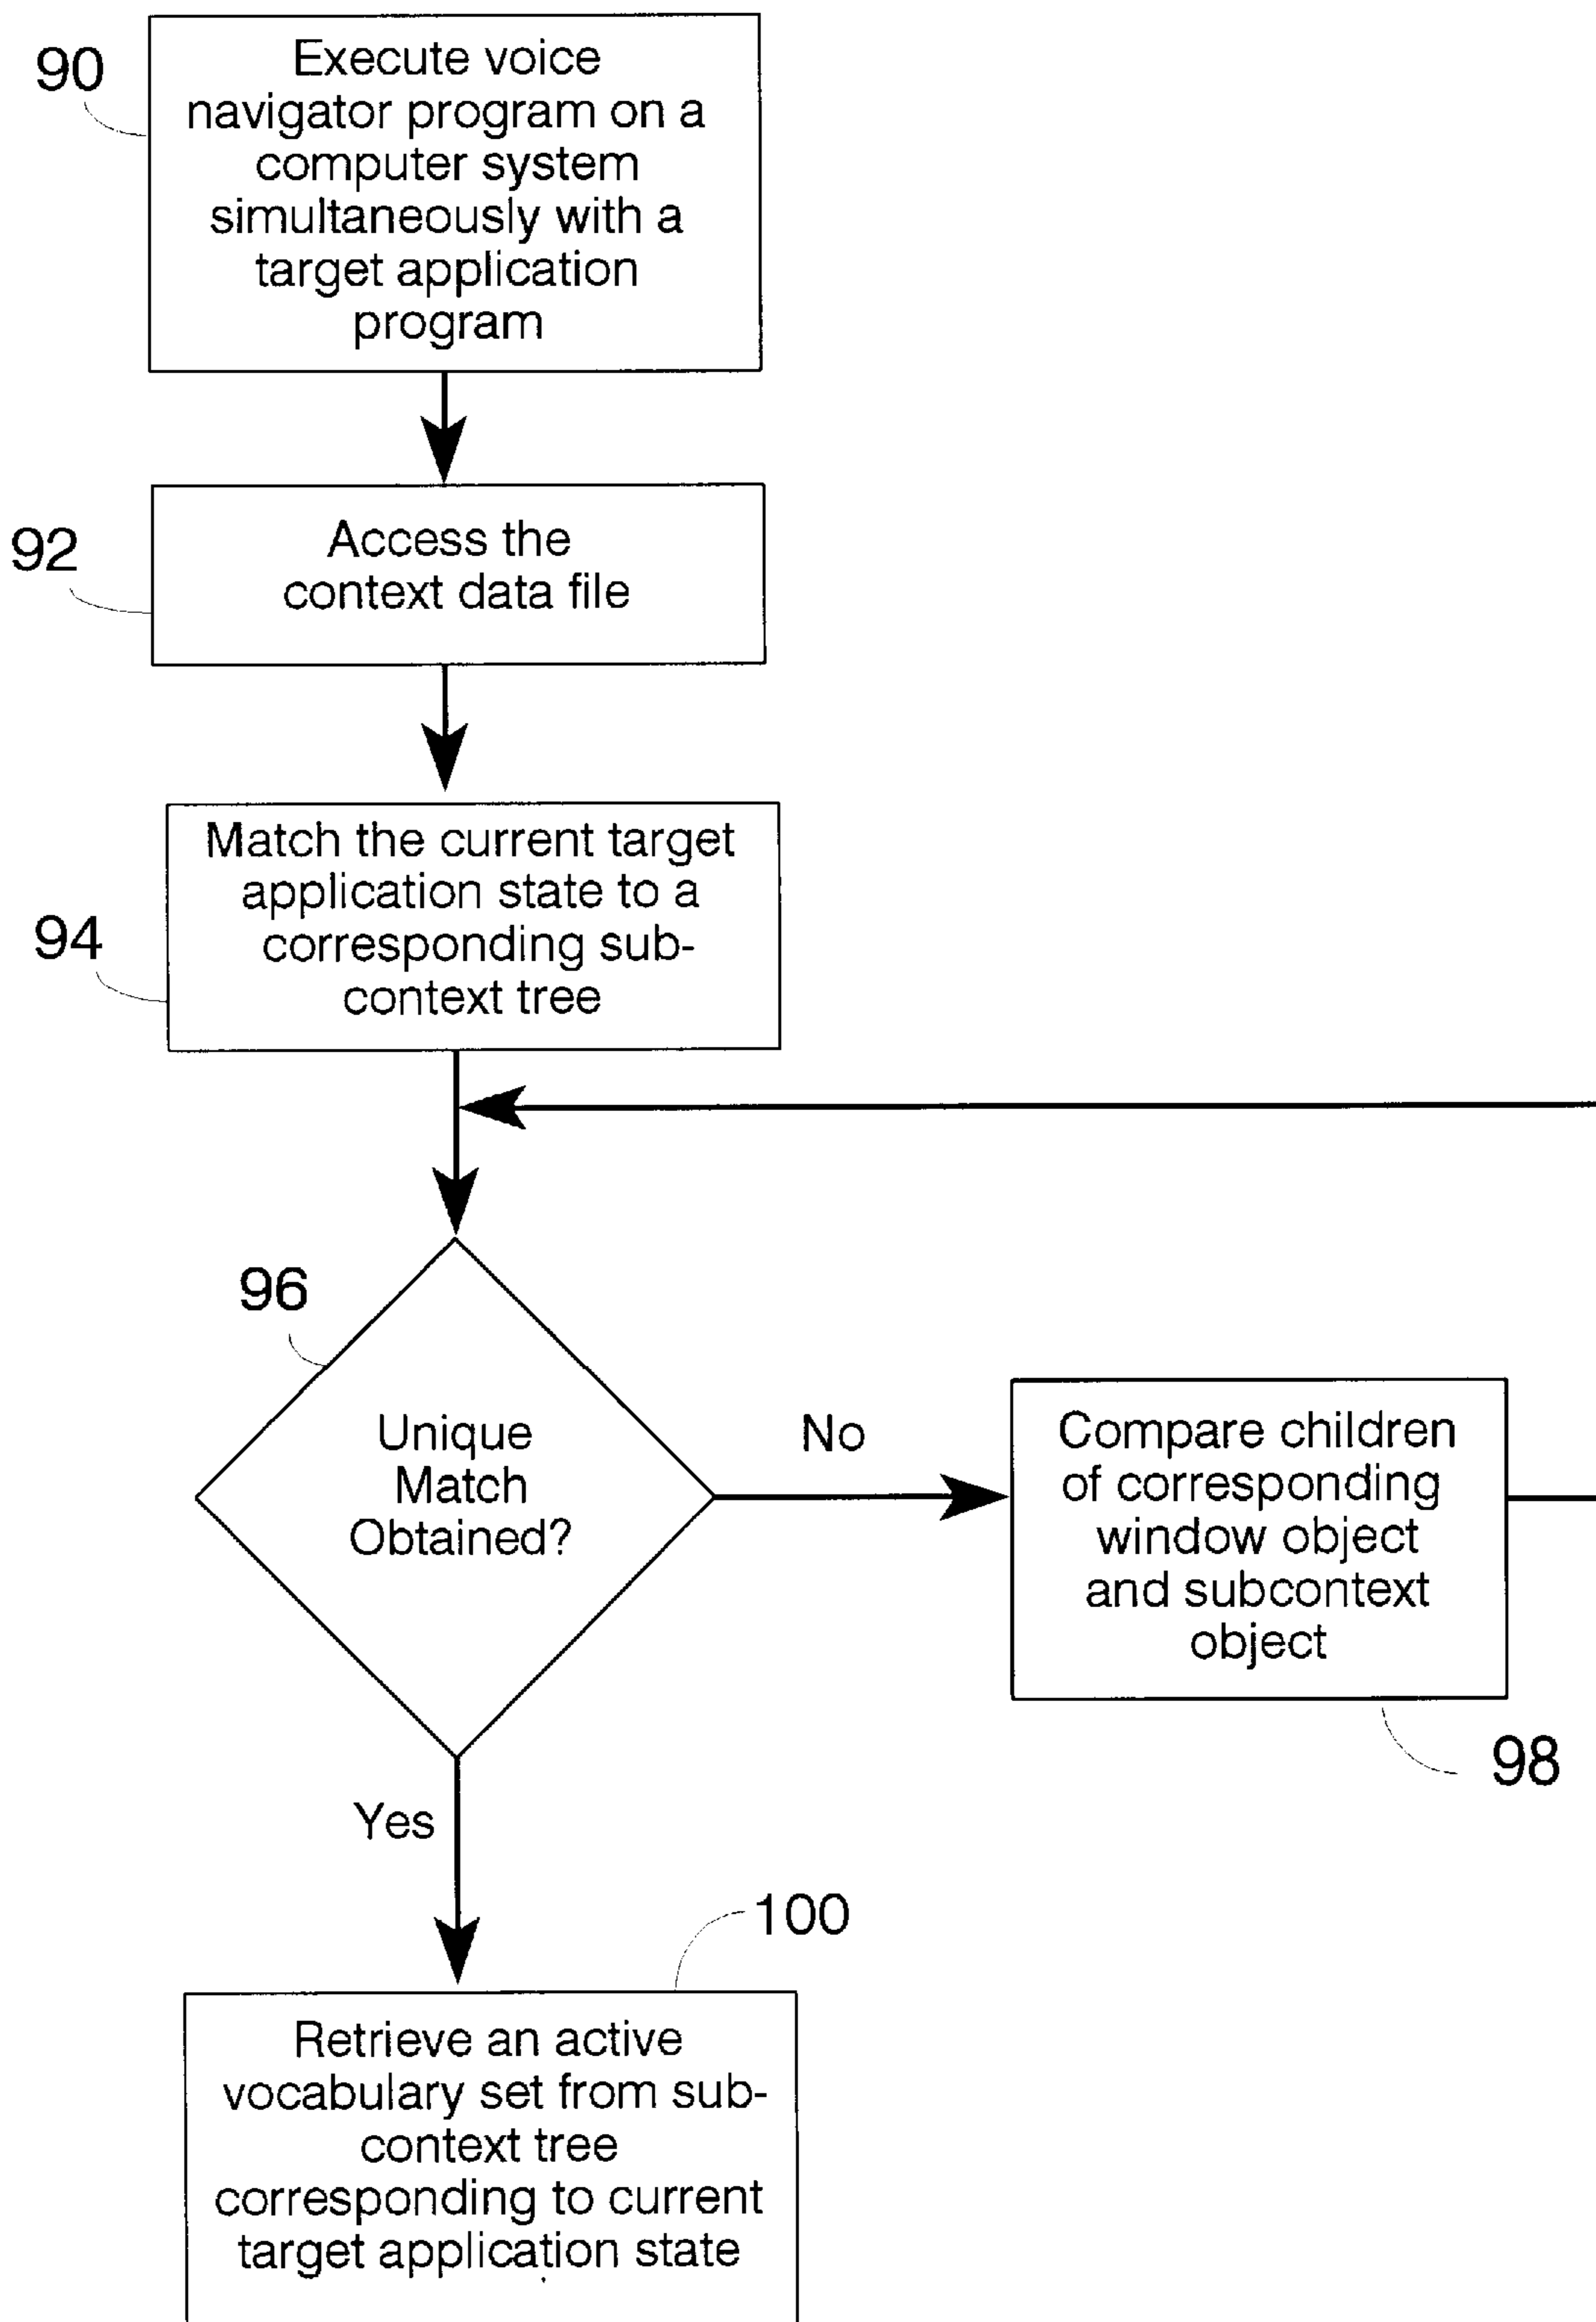 90
Execute voice
navigator program on a
computer system
simultaneously with a
target application
program
92
Access the
context data file
94
Match the current target
application state to a
corresponding sub-
context tree
96
Unique
Match
Obtained?
No
Compare children
of corresponding
window object
and subcontext
object
98
Yes
100
Retrieve an active
vocabulary set from sub-
context tree
corresponding to current
target application state